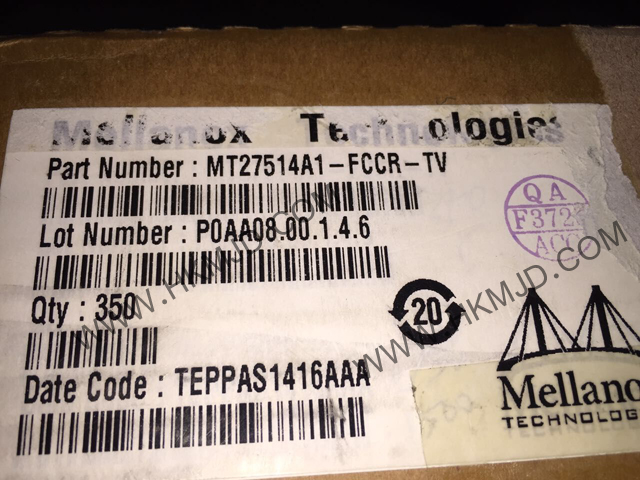 Mellanox Technologies
Part Number : MT27514A1-FCCR-TV
Lot Number : P0AA08.00.1.4.6
Qty : 350
Date Code : TEPPAS1416AAA
QA
F372
ACC
20
Mellano
TECHNOLOG
WWW.HKMJD.COM
WWW.HKMJD.COM